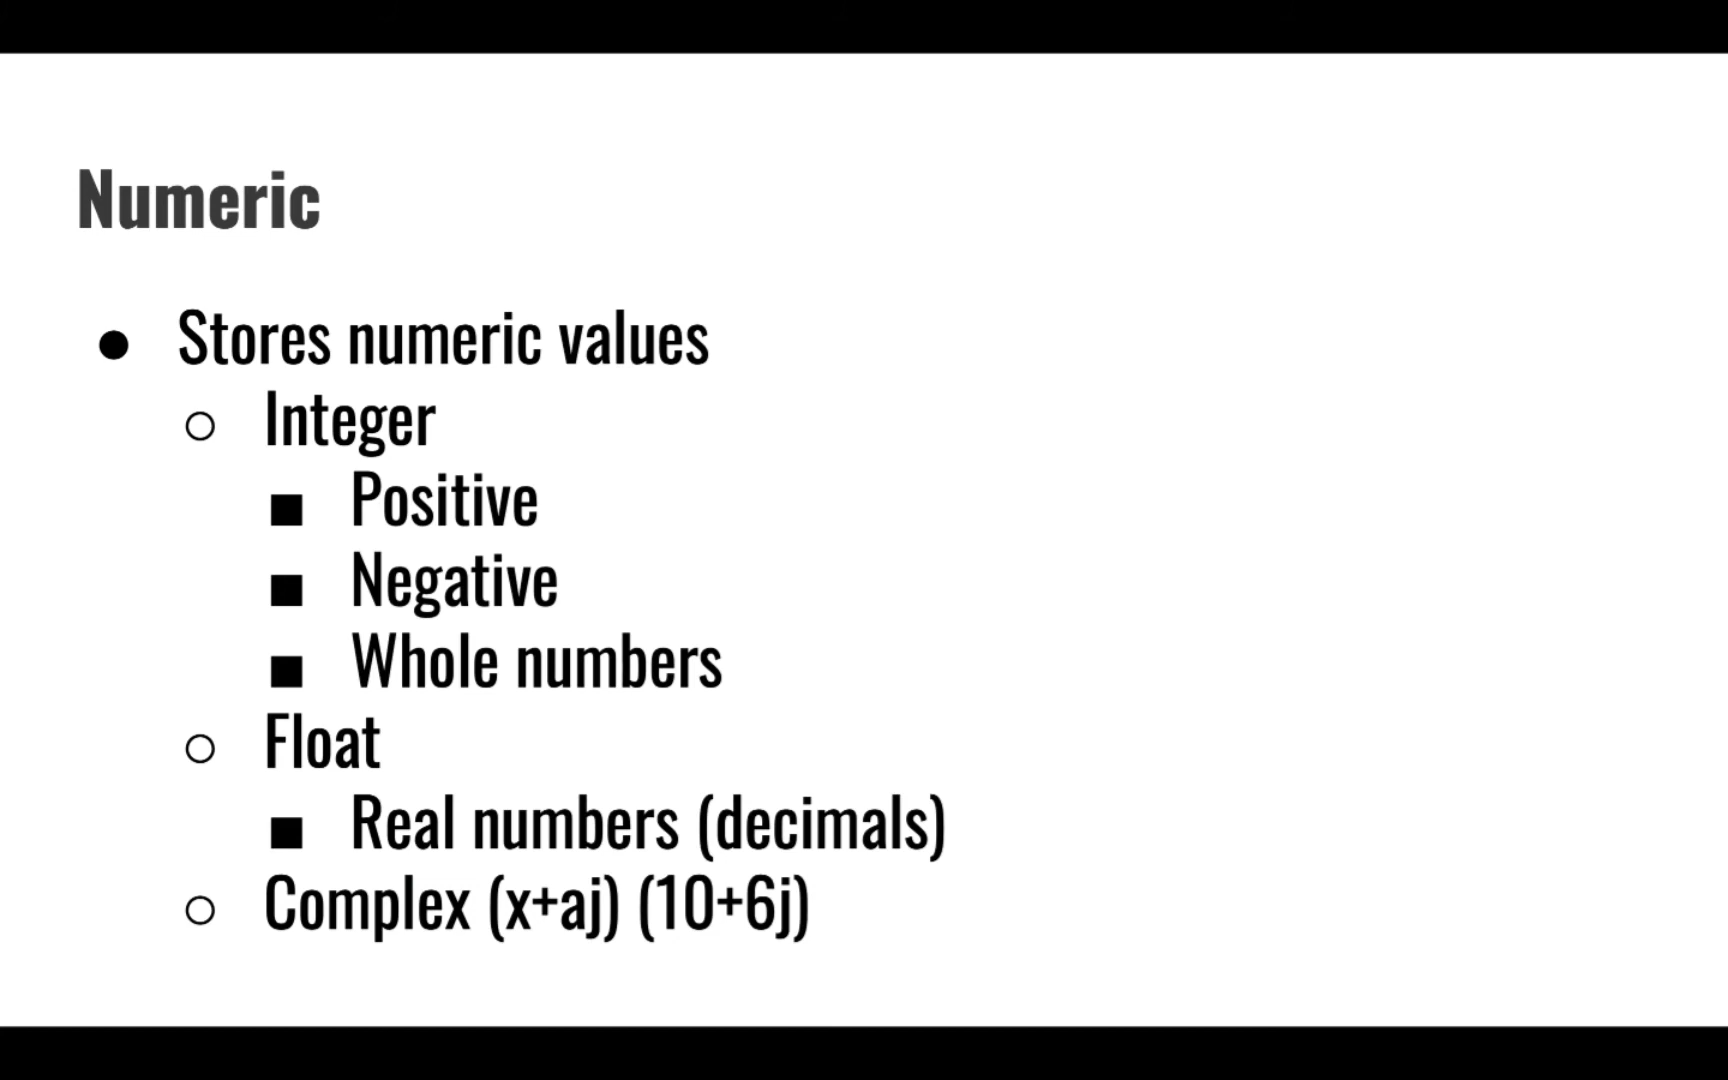 Numeric
● Stores numeric values
○ Integer
■ Positive
■ Negative
■ Whole numbers
○ Float
■ Real numbers (decimals)
○ Complex (x+aj) (10+6j)